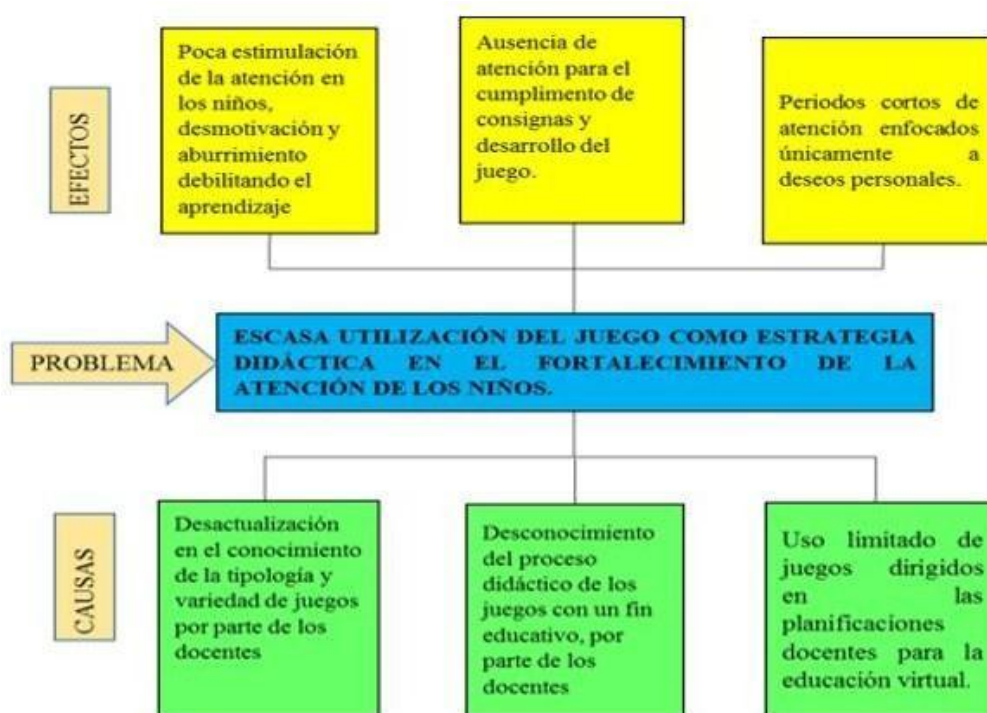 EFECTOS
Poca estimulación
de la atención en
los niños,
desmotivación y
aburrimiento
debilitando el
aprendizaje
Ausencia de
atención para el
cumplimento de
consignas y
desarrollo del
juego.
Periodos cortos de
atención enfocados
únicamente a
deseos personales.
PROBLEMA
ESCASA UTILIZACIÓN DEL JUEGO COMO ESTRATEGIA
DIDÁCTICA EN EL FORTALECIMIENTO DE LA
ATENCIÓN DE LOS NIÑOS.
CAUSAS
Desactualización
en el conocimiento
de la tipología y
variedad de juegos
por parte de los
docentes
Desconocimiento
del proceso
didáctico de los
juegos con un fin
educativo, por
parte de los
docentes
Uso limitado de
juegos dirigidos
en las
planificaciones
docentes para la
educación virtual.